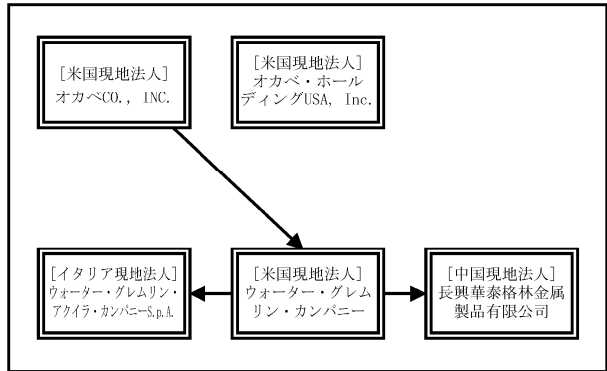 [米国現地法人]
オカベCO., INC.
[米国現地法人]
オカベ・ホール
ディングUSA, Inc.
[イタリア現地法人]
ウォーター・グレムリン・
アクイラ・カンパニーS.p.A.
[米国現地法人]
ウォーター・グレム
リン・カンパニー
[中国現地法人]
長興華泰格林金属
製品有限公司